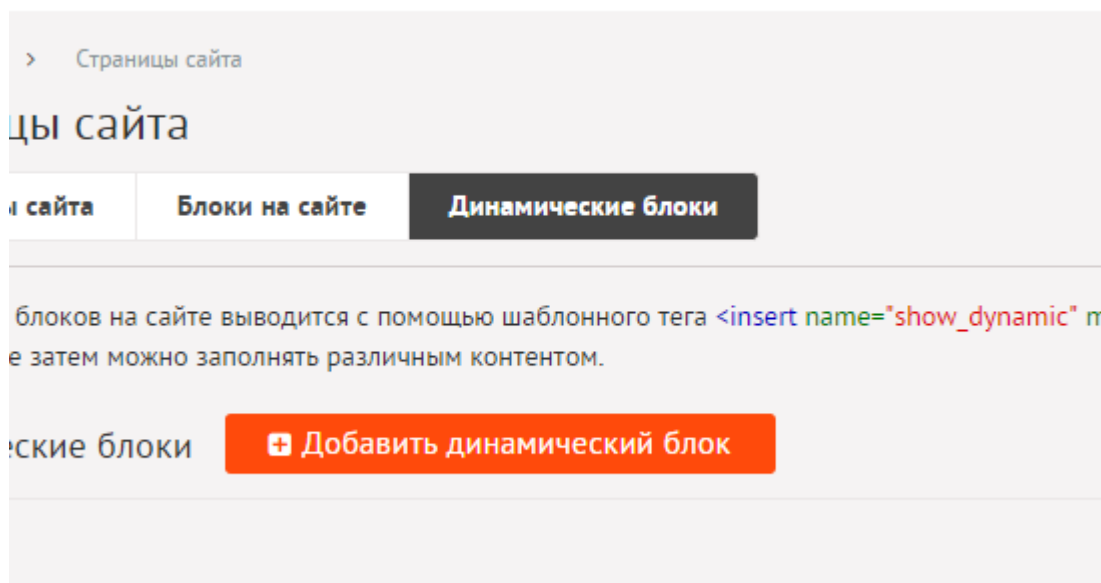 > Страницы сайта
цы сайта
ы сайта Блоки на сайте Динамические блоки
блоков на сайте выводится с помощью шаблонного тега <insert name="show_dynamic" m
е затем можно заполнять различным контентом.
еские блоки Добавить динамический блок